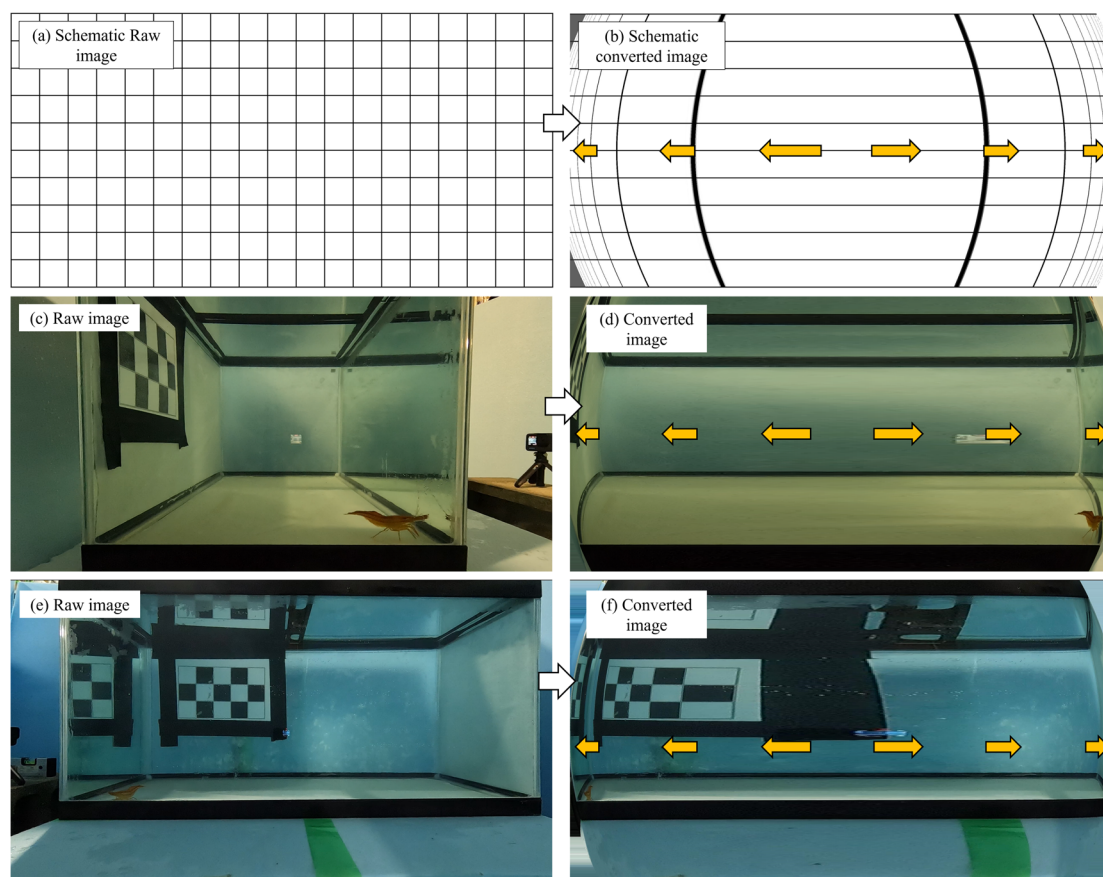 (a) Schematic Raw
image
(b) Schematic
converted image
(c) Raw image
(d) Converted
image
(e) Raw image
(f) Converted
image